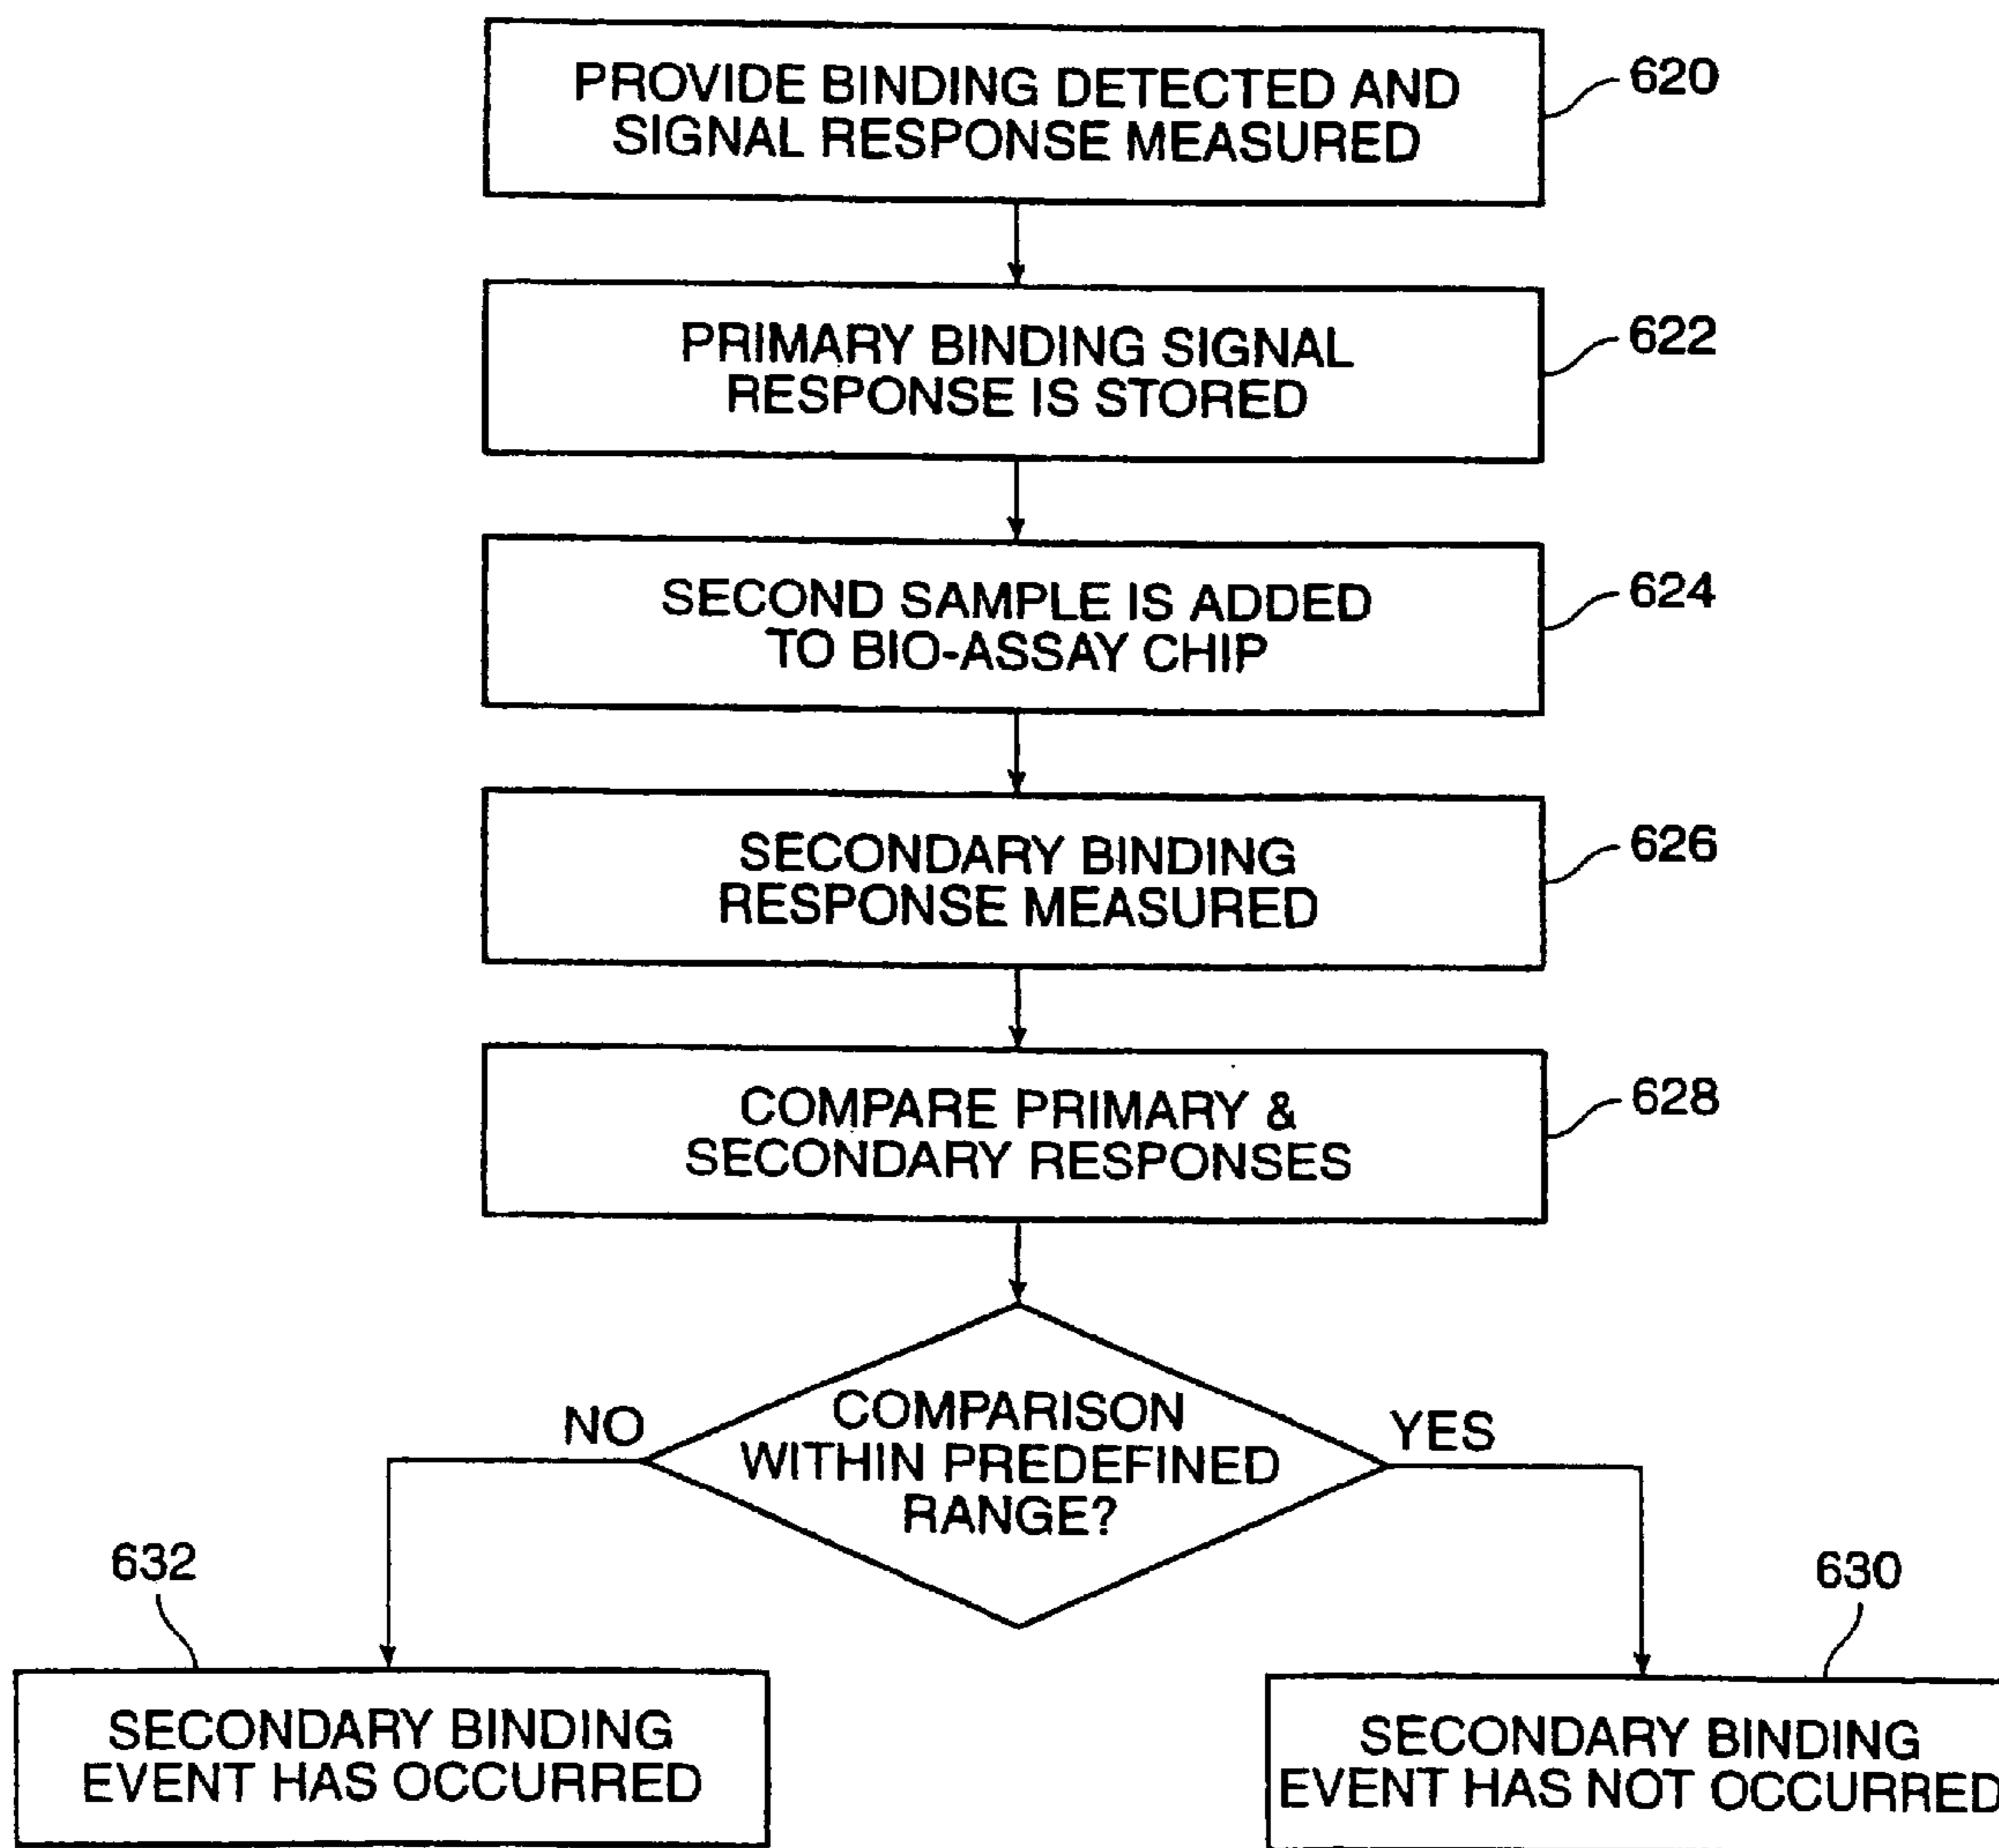 PROVIDE BINDING DETECTED AND
SIGNAL RESPONSE MEASURED
620
PRIMARY BINDING SIGNAL
RESPONSE IS STORED
622
SECOND SAMPLE IS ADDED
TO BIO-ASSAY CHIP
624
SECONDARY BINDING
RESPONSE MEASURED
626
COMPARE PRIMARY &
SECONDARY RESPONSES
628
COMPARISON
WITHIN PREDEFINED
RANGE?
NO
YES
632
SECONDARY BINDING
EVENT HAS OCCURRED
630
SECONDARY BINDING
EVENT HAS NOT OCCURRED